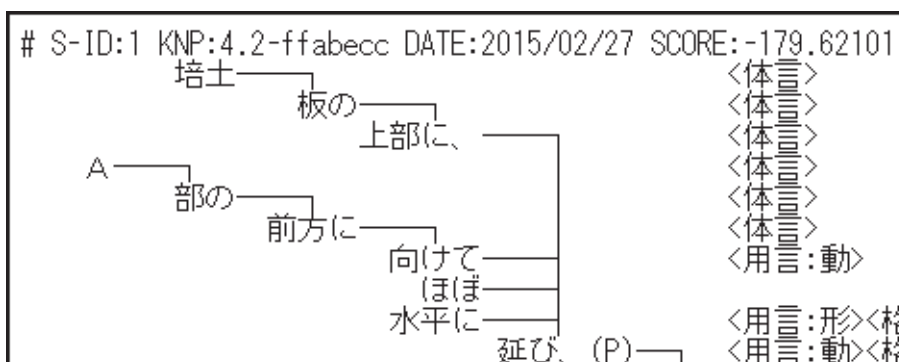 # S-ID:1 KNP:4.2-ffabecc DATE:2015/02/27 SCORE:-179.62101
培土 <体言>
板の <体言>
上部に、 <体言>
A <体言>
部の <体言>
前方に <体言>
向けて <用言:動>
ほぼ
水平に <用言:形><格
延び、(P) <用言:動><格